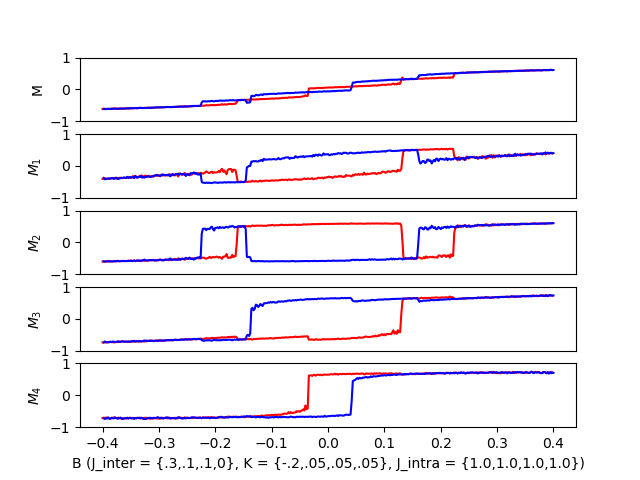 1
0
−1
M
1
0
−1
M1
1
0
−1
M2
1
0
−1
M3
1
0
−1
M4
−0.4 −0.3 −0.2 −0.1 0.0 0.1 0.2 0.3 0.4
B (J_inter = {.3,.1,.1,0}, K = {-.2,.05,.05,.05}, J_intra = {1.0,1.0,1.0,1.0})